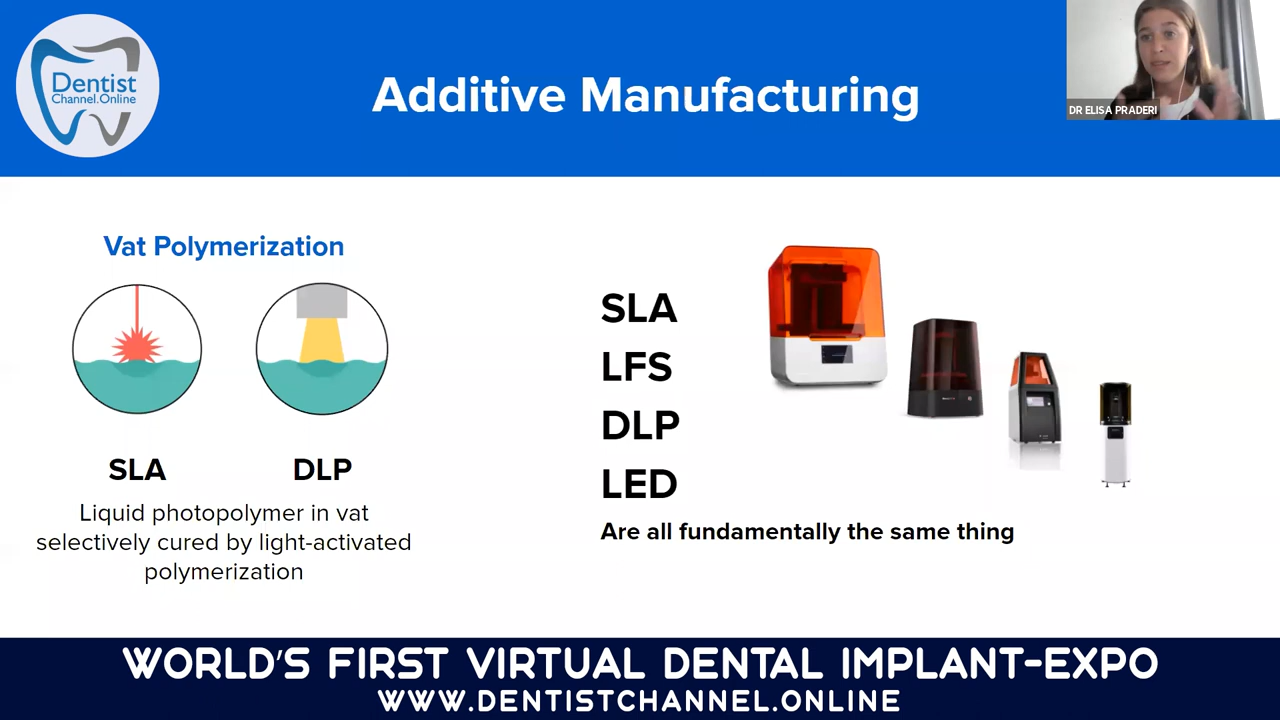 Dentist
Channel.Online
Additive Manufacturing
DR ELISA PRADERI
Vat Polymerization
SLA
DLP
Liquid photopolymer in vat
selectively cured by light-activated
polymerization
SLA
LFS
DLP
LED
Are all fundamentally the same thing
WORLD'S FIRST VIRTUAL DENTAL IMPLANT-EXPO
WWW.DENTISTCHANNEL.ONLINE